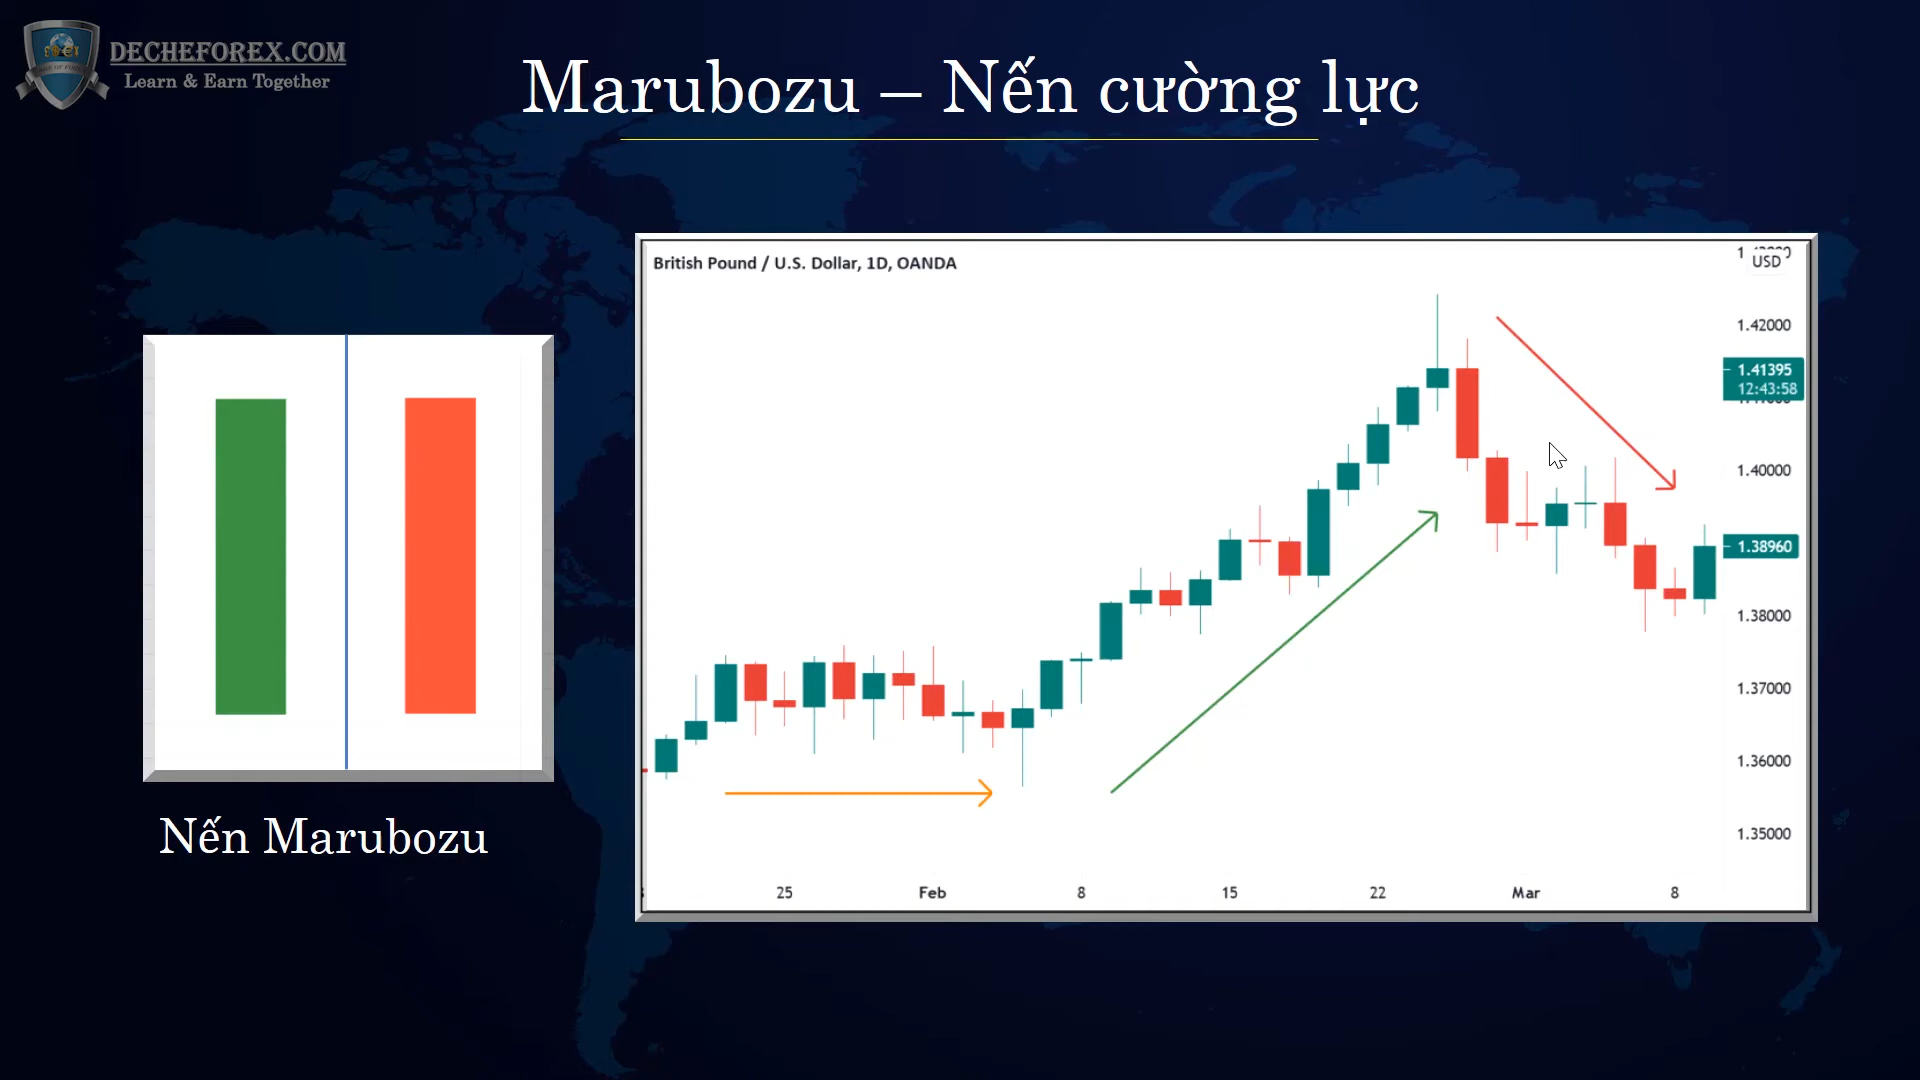 DECHEFOREX.COM
Learn & Earn Together
Marubozu – Nến cường lực
British Pound / U.S. Dollar, 1D, OANDA
USD
1.42000
1.41395
12:43:58
1.40000
1.38960
1.38000
1.37000
1.36000
1.35000
25 Feb 8 15 22 Mar 8
Nến Marubozu